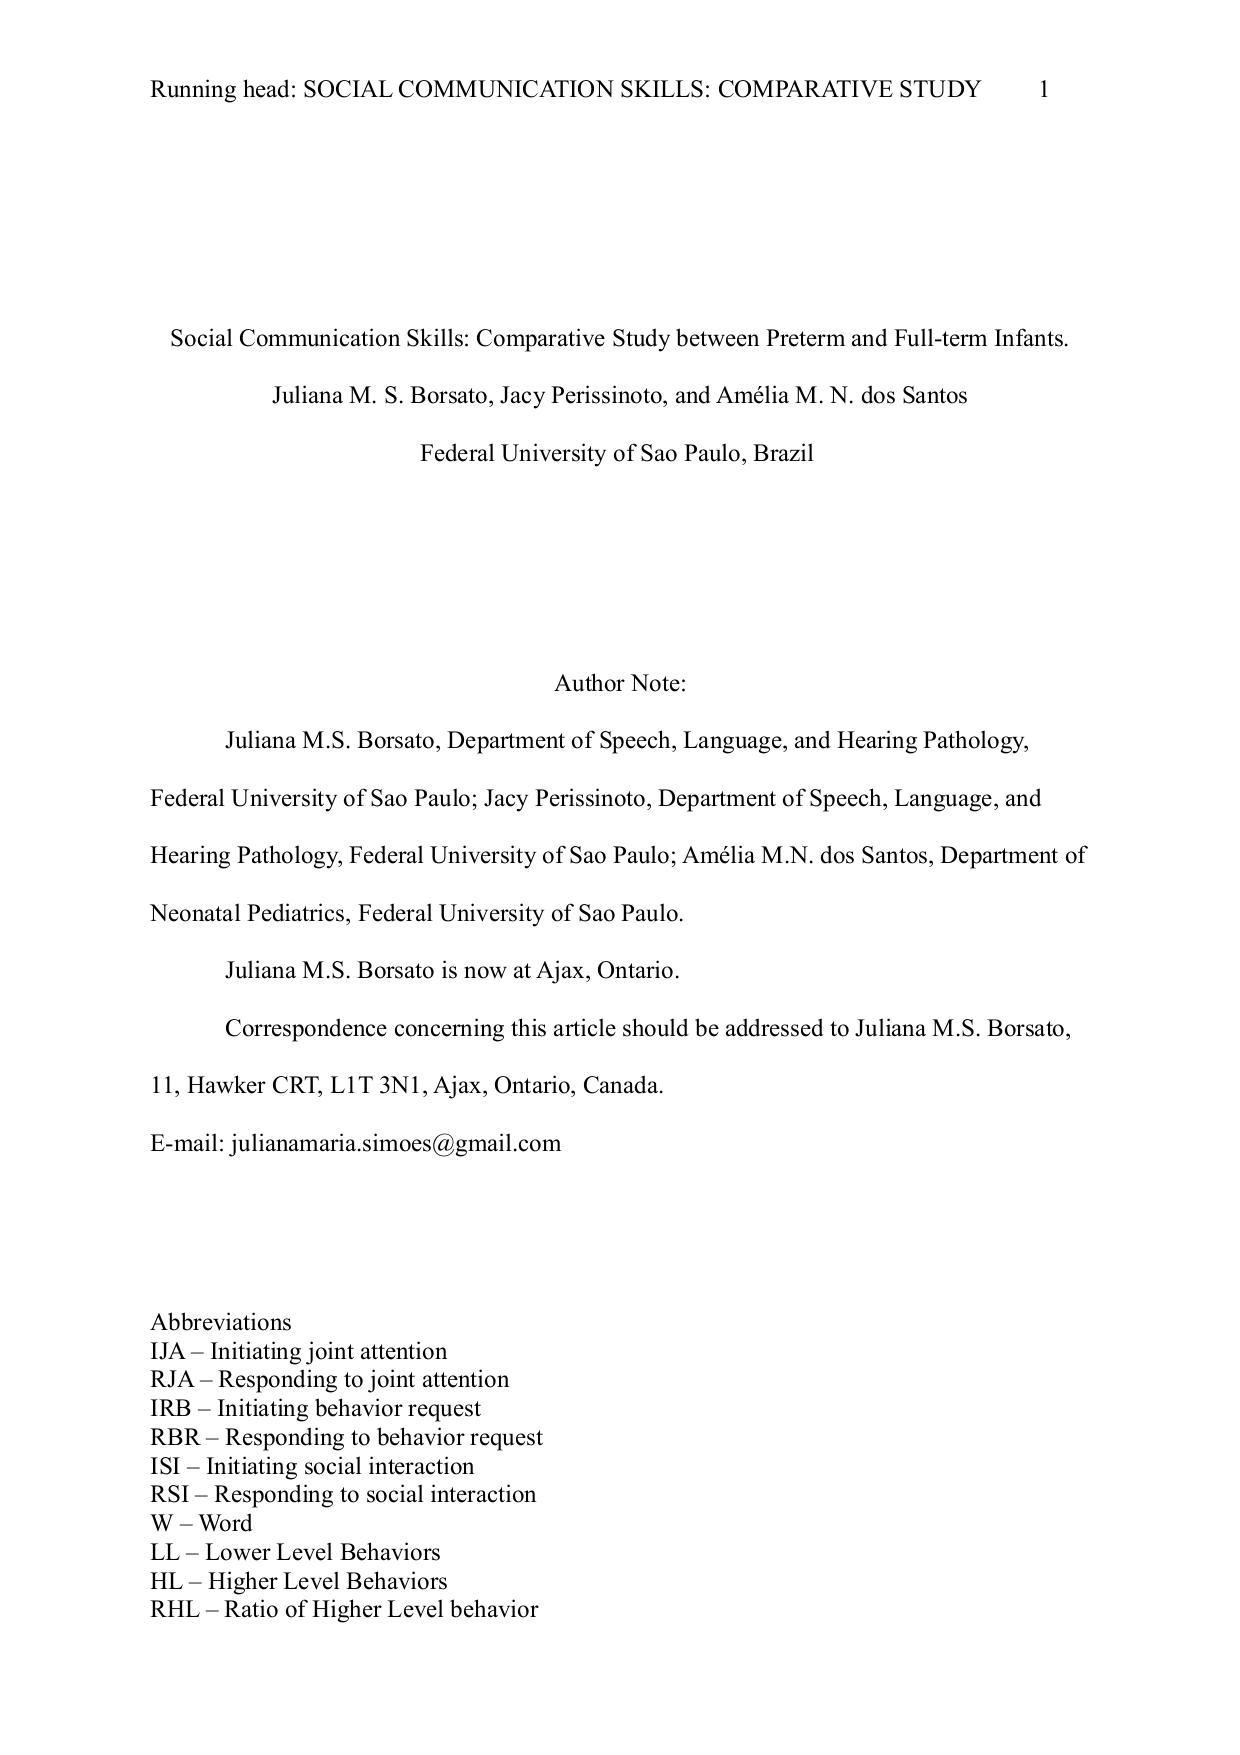 Running head: SOCIAL COMMUNICATION SKILLS: COMPARATIVE STUDY 1
Social Communication Skills: Comparative Study between Preterm and Full-term Infants.
Juliana M. S. Borsato, Jacy Perissinoto, and Amélia M. N. dos Santos
Federal University of Sao Paulo, Brazil
Author Note:
Juliana M.S. Borsato, Department of Speech, Language, and Hearing Pathology,
Federal University of Sao Paulo; Jacy Perissinoto, Department of Speech, Language, and
Hearing Pathology, Federal University of Sao Paulo; Amélia M.N. dos Santos, Department of
Neonatal Pediatrics, Federal University of Sao Paulo.
Juliana M.S. Borsato is now at Ajax, Ontario.
Correspondence concerning this article should be addressed to Juliana M.S. Borsato,
11, Hawker CRT, L1T 3N1, Ajax, Ontario, Canada.
E-mail: julianamaria.simoes@gmail.com
Abbreviations
IJA – Initiating joint attention
RJA – Responding to joint attention
IRB – Initiating behavior request
RBR – Responding to behavior request
ISI – Initiating social interaction
RSI – Responding to social interaction
W – Word
LL – Lower Level Behaviors
HL – Higher Level Behaviors
RHL – Ratio of Higher Level behavior